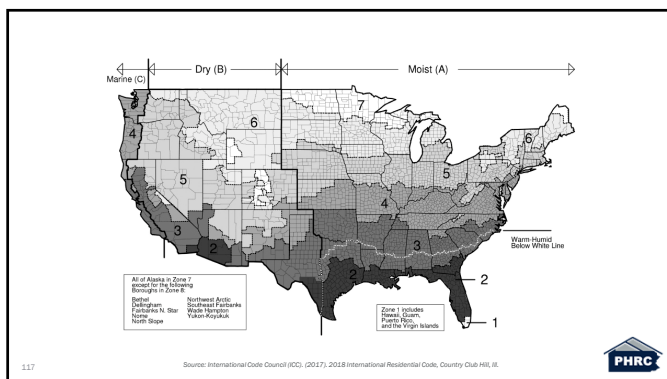 Marine (C)
Dry (B)
Moist (A)
7
6
6
4
5
5
4
3
3
2
2
2
1
Warm-Humid
Below White Line
All of Alaska in Zone 7
except for the following
Boroughs in Zone 8:
Bethel
Dellingham
Fairbanks N. Star
Nome
North Slope
Northwest Arctic
Southeast Fairbanks
Wade Hampton
Yukon-Koyukuk
Zone 1 includes
Hawaii, Guam,
Puerto Rico,
and the Virgin Islands
117
Source: International Code Council (ICC). (2017). 2018 International Residential Code, Country Club Hill, Ill.
PHRC